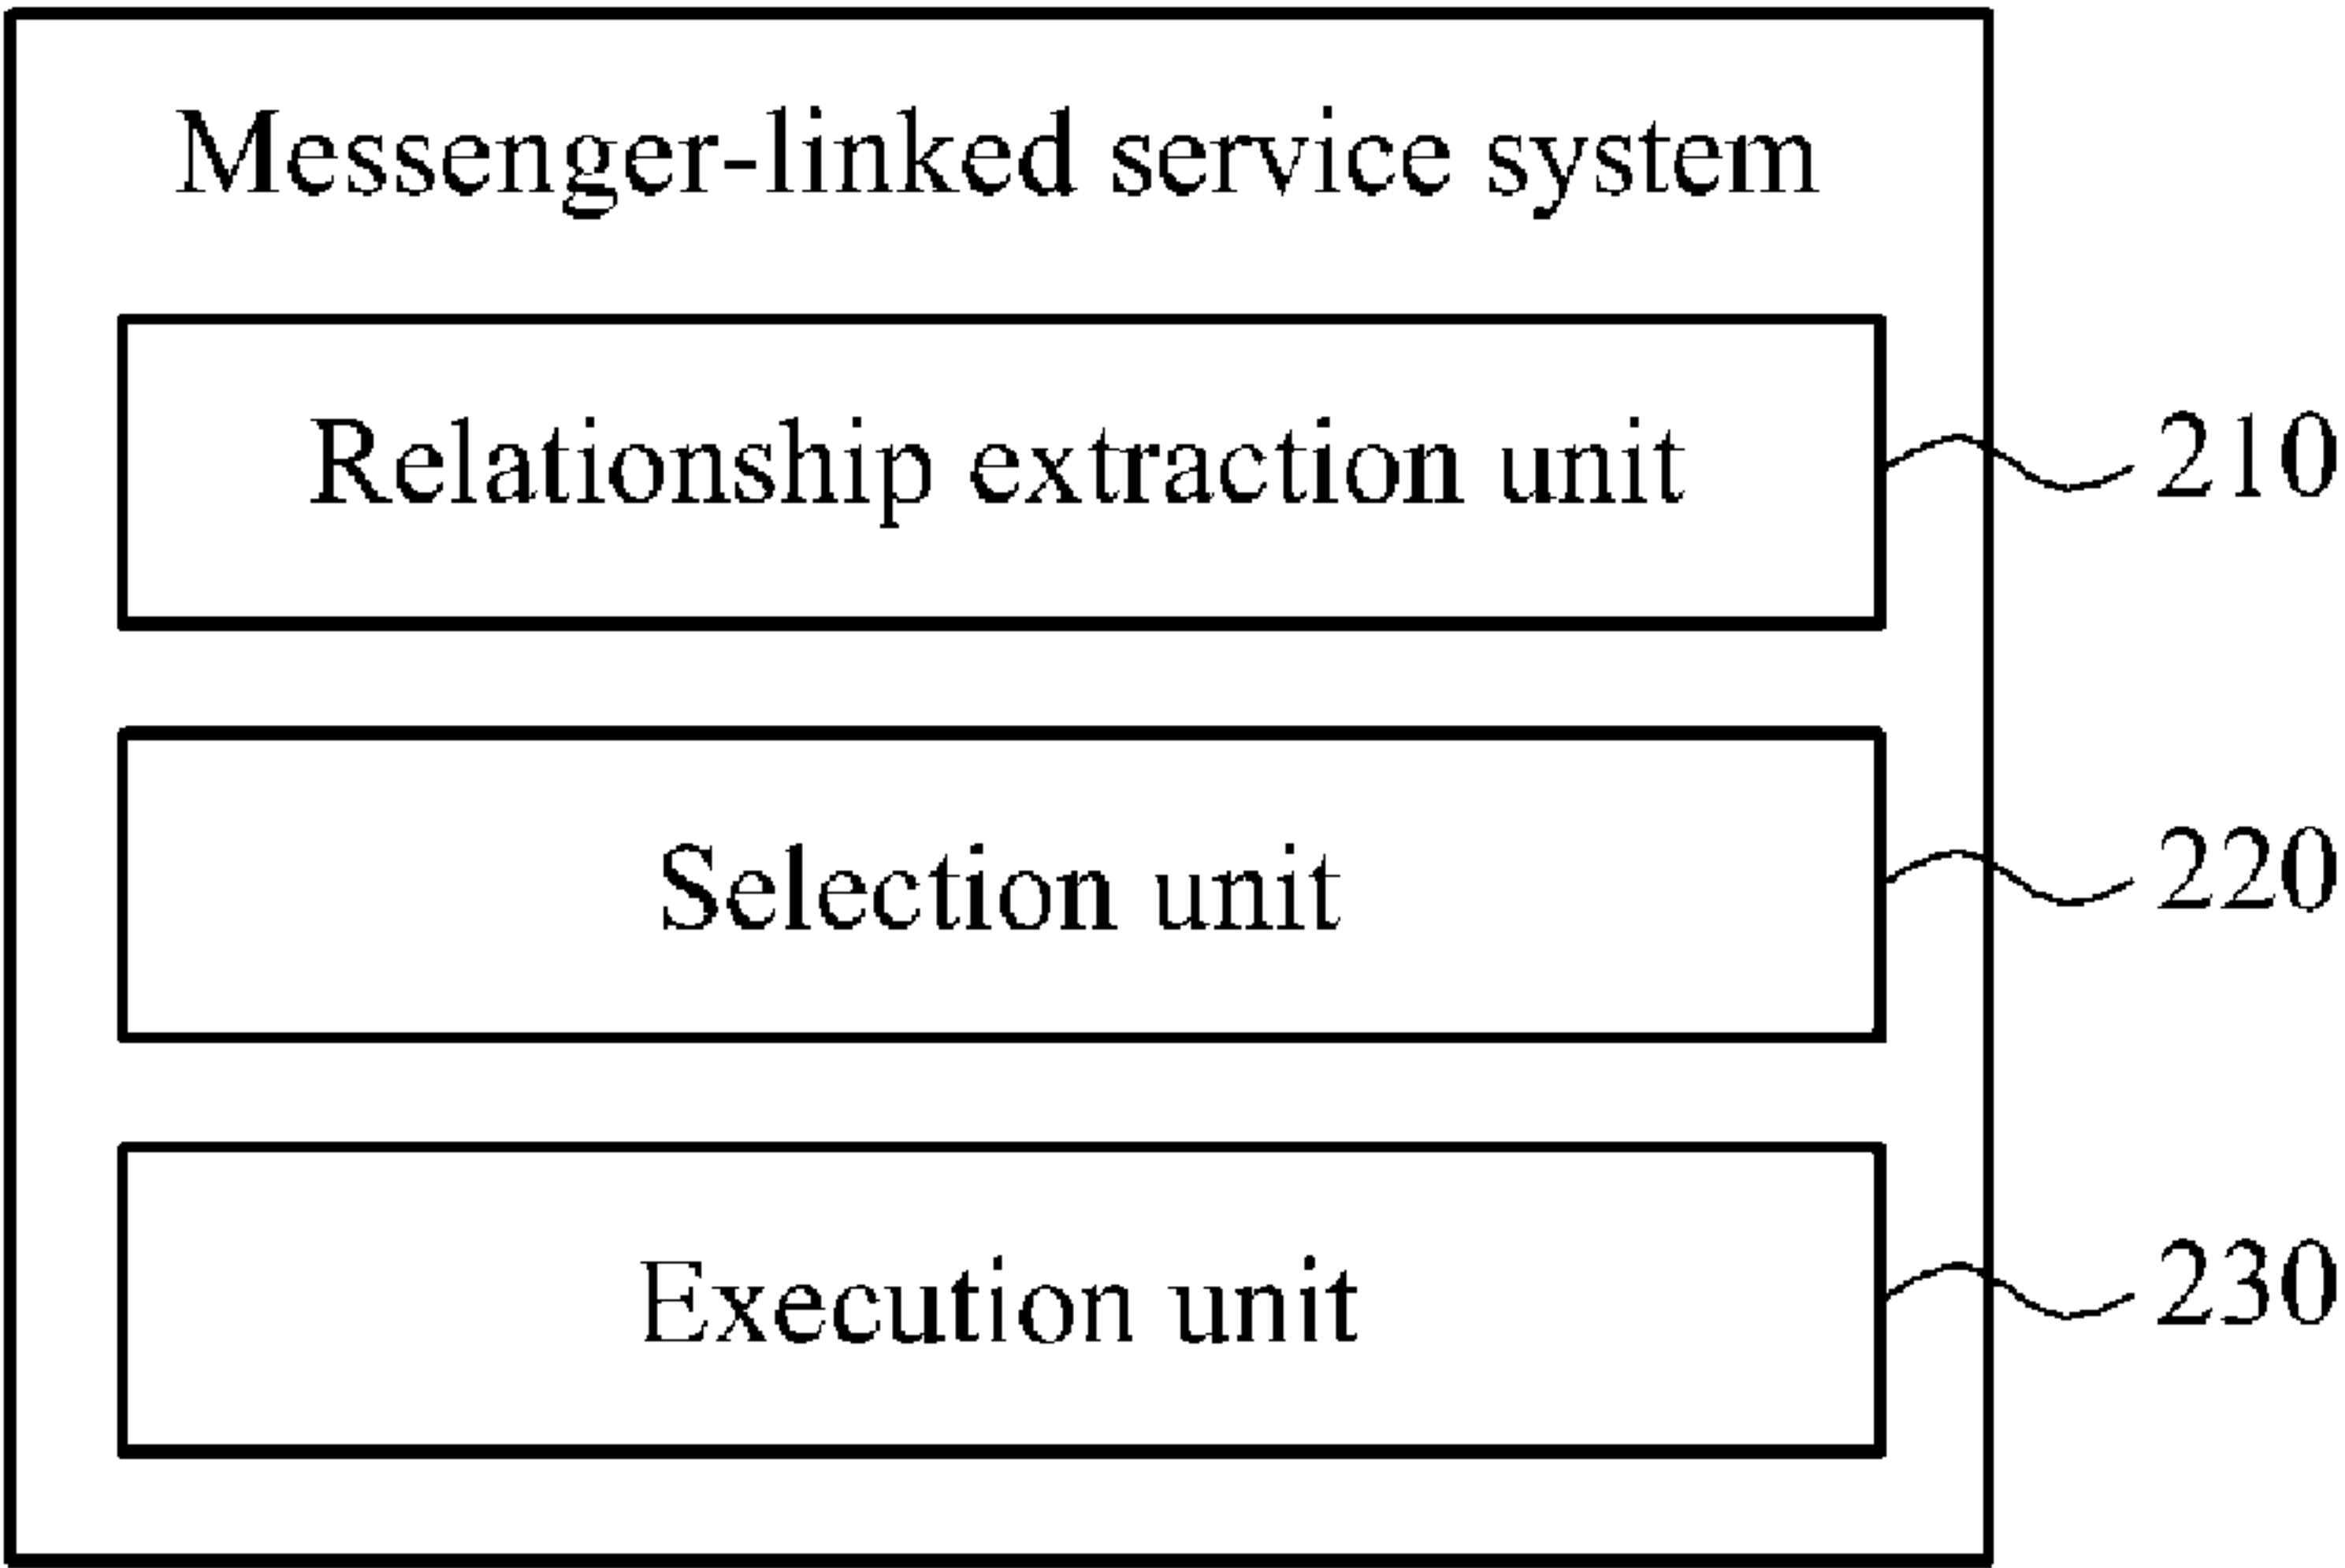 Messenger-linked service system
Relationship extraction unit
210
Selection unit
220
Execution unit
230